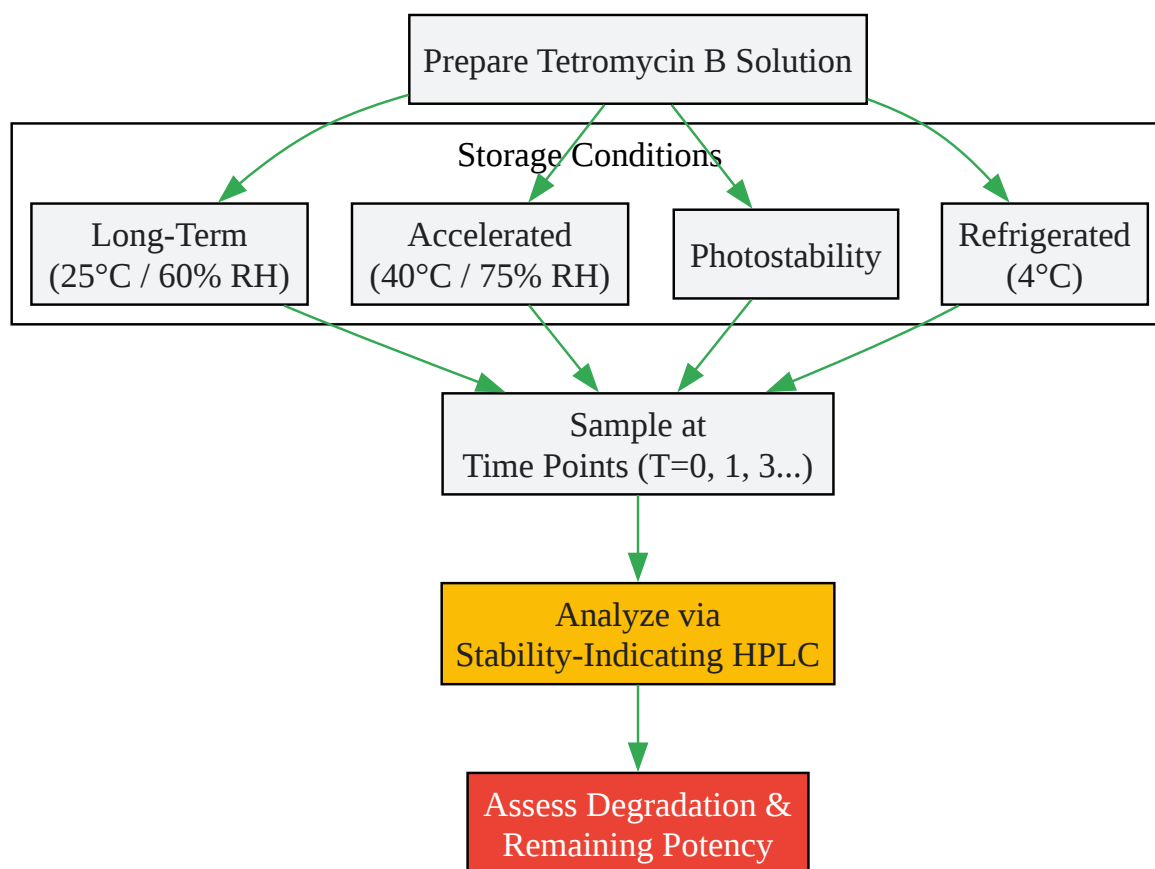 Prepare Tetromycin B Solution
Storage Conditions
Long-Term
(25°C / 60% RH)
Accelerated
(40°C / 75% RH)
Photostability
Refrigerated
(4°C)
Sample at
Time Points (T=0, 1, 3...)
Analyze via
Stability-Indicating HPLC
Assess Degradation &
Remaining Potency